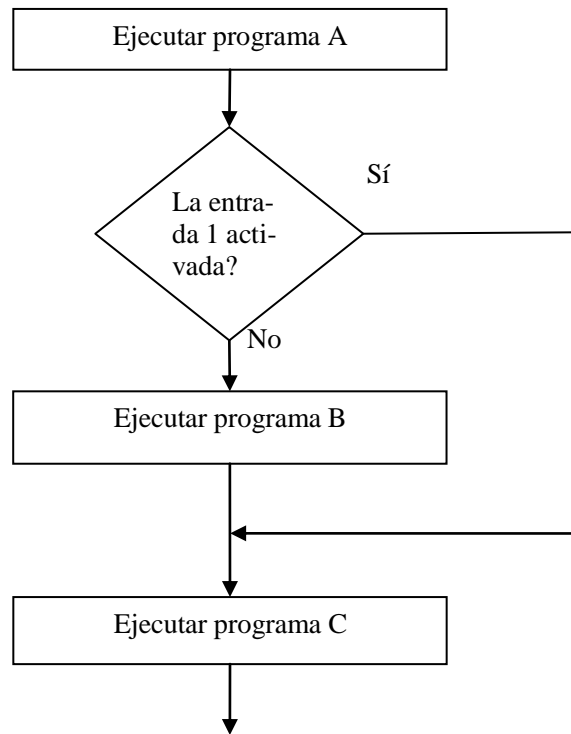 Ejecutar programa A
Sí
La entra-
da 1 acti-
vada?
No
Ejecutar programa B
Ejecutar programa C